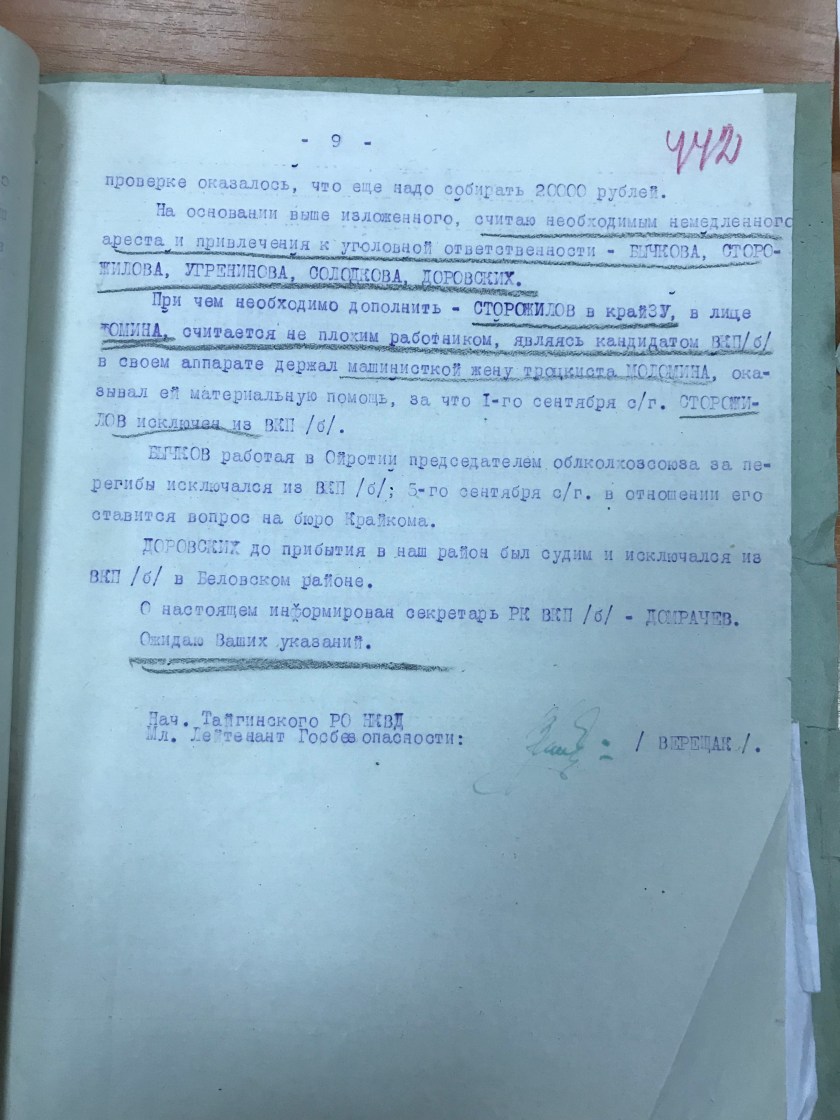 - 9 -
442
проверке оказалось, что еще надо собирать 20000 рублей.
На основании выше изложенного, считаю необходимым немедленного
ареста и привлечения к уголовной ответственности - БЫЧКОВА, СТОРО-
ЖИЛОВА, УГРЕНИНОВА, СОЛОДКОВА, ДОРОВСКИХ.
При чем необходимо дополнить - СТОРОЖИЛОВ в крайЗУ, в лице
ФОМИНА, считается не плохим работником, являясь кандидатом ВКП/б/
в своем аппарате держал машинисткой жену троцкиста МОЛОМИНА, ока-
зывал ей материальную помощь, за что I-го сентября с/г. СТОРОЖИ-
ЛОВ исключен из ВКП /б/.
БЫЧКОВ работая в Ойротии председателем облколхозсоюза за пе-
регибы исключался из ВКП /б/; 5-го сентября с/г. в отношении его
ставится вопрос на бюро Крайкома.
ДОРОВСКИХ до прибытия в наш район был судим и исключался из
ВКП /б/ в Беловском районе.
О настоящем информирован секретарь РК ВКП /б/ - ДОМРАЧЕВ.
Ожидаю Ваших указаний.
Нач. Тайгинского РО НКВД
Мл. Лейтенант Госбезопасности:
/ ВЕРЕЩАК /.